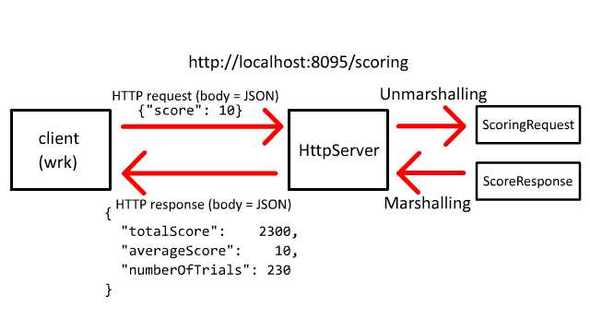 http://localhost:8095/scoring
HTTP request (body = JSON)
{"score": 10}
Unmarshalling
client
(wrk)
HttpServer
ScoringRequest
ScoreResponse
HTTP response (body = JSON)
Marshalling
{
"totalScore": 2300,
"averageScore": 10,
"numberOfTrials": 230
}